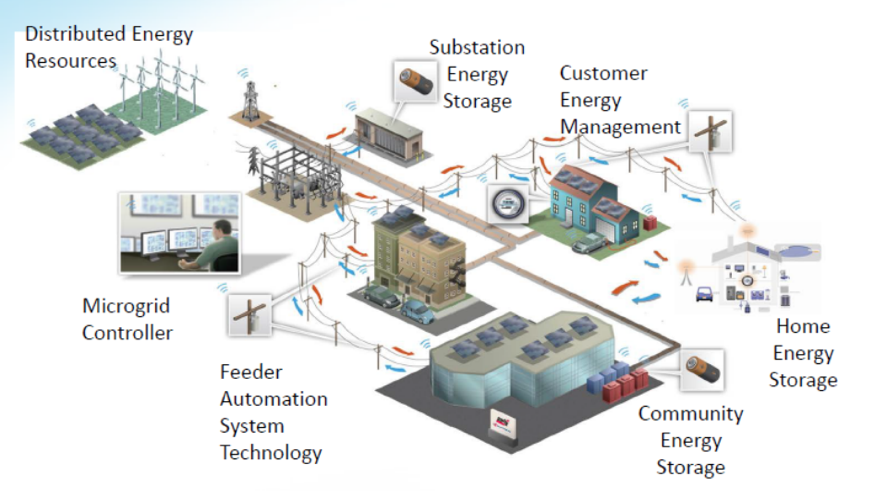 Distributed Energy
Resources
Substation
Energy
Storage
Customer
Energy
Management
Microgrid
Controller
Feeder
Automation
System
Technology
Home
Energy
Storage
Community
Energy
Storage